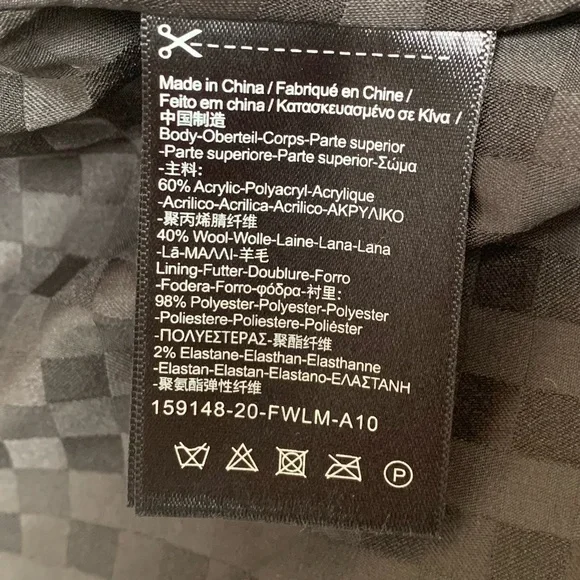 Made in China / Fabriqué en Chine /
Feito em china / Κατασκευασμένο σε Κίνα /
中国制造
Body-Oberteil-Corps-Parte superior
-Parte superiore-Parte superior-Σώμα
-主料:
60% Acrylic-Polyacryl-Acrylique
-Acrilico-Acrilica-Acrilico-ΑΚΡΥΛΙΚΟ
-聚丙烯腈纤维
40% Wool-Wolle-Laine-Lana-Lana
-Lã-ΜΑΛΛΙ-羊毛
Lining-Futter-Doublure-Forro
-Fodera-Forro-φόδρα-衬里:
98% Polyester-Polyester-Polyester
-Poliestere-Poliestere-Poliéster
-ΠΟΛΥΕΣΤΕΡΑΣ-聚酯纤维
2% Elastane-Elasthan-Elasthanne
-Elastan-Elastan-Elastano-ΕΛΑΣΤΑΝΗ
-聚氨酯弹性纤维
159148-20-FWLM-A10
P